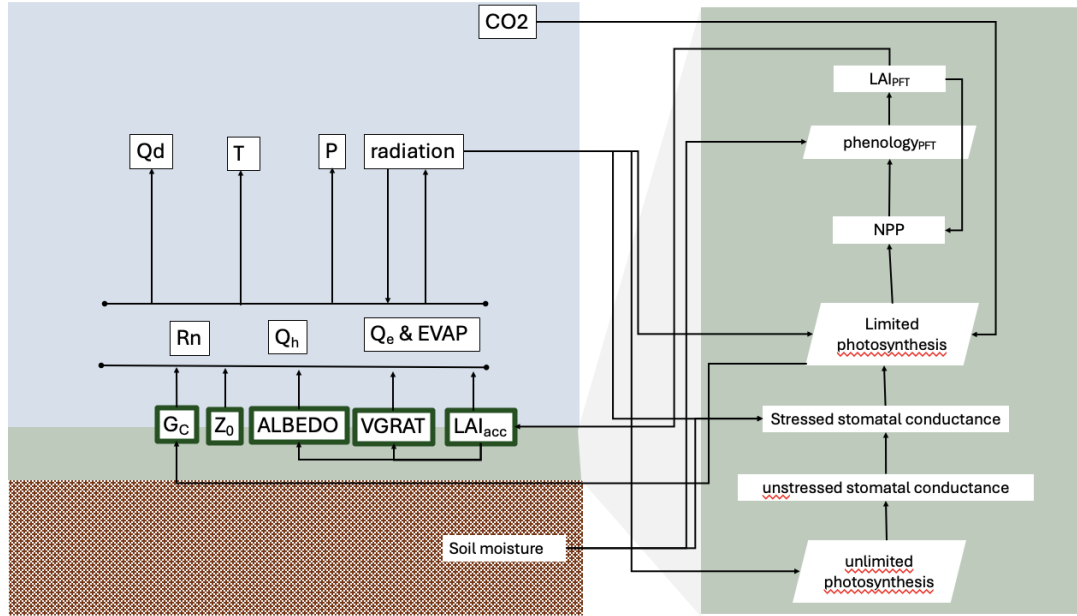 CO2
LAIPFT
phenologyPFT
Qd
T
P
radiation
NPP
Rn
Qh
Qe & EVAP
Limited
photosynthesis
GC
Z0
ALBEDO
VGRAT
LAIacc
Stressed stomatal conductance
unstressed stomatal conductance
Soil moisture
unlimited
photosynthesis